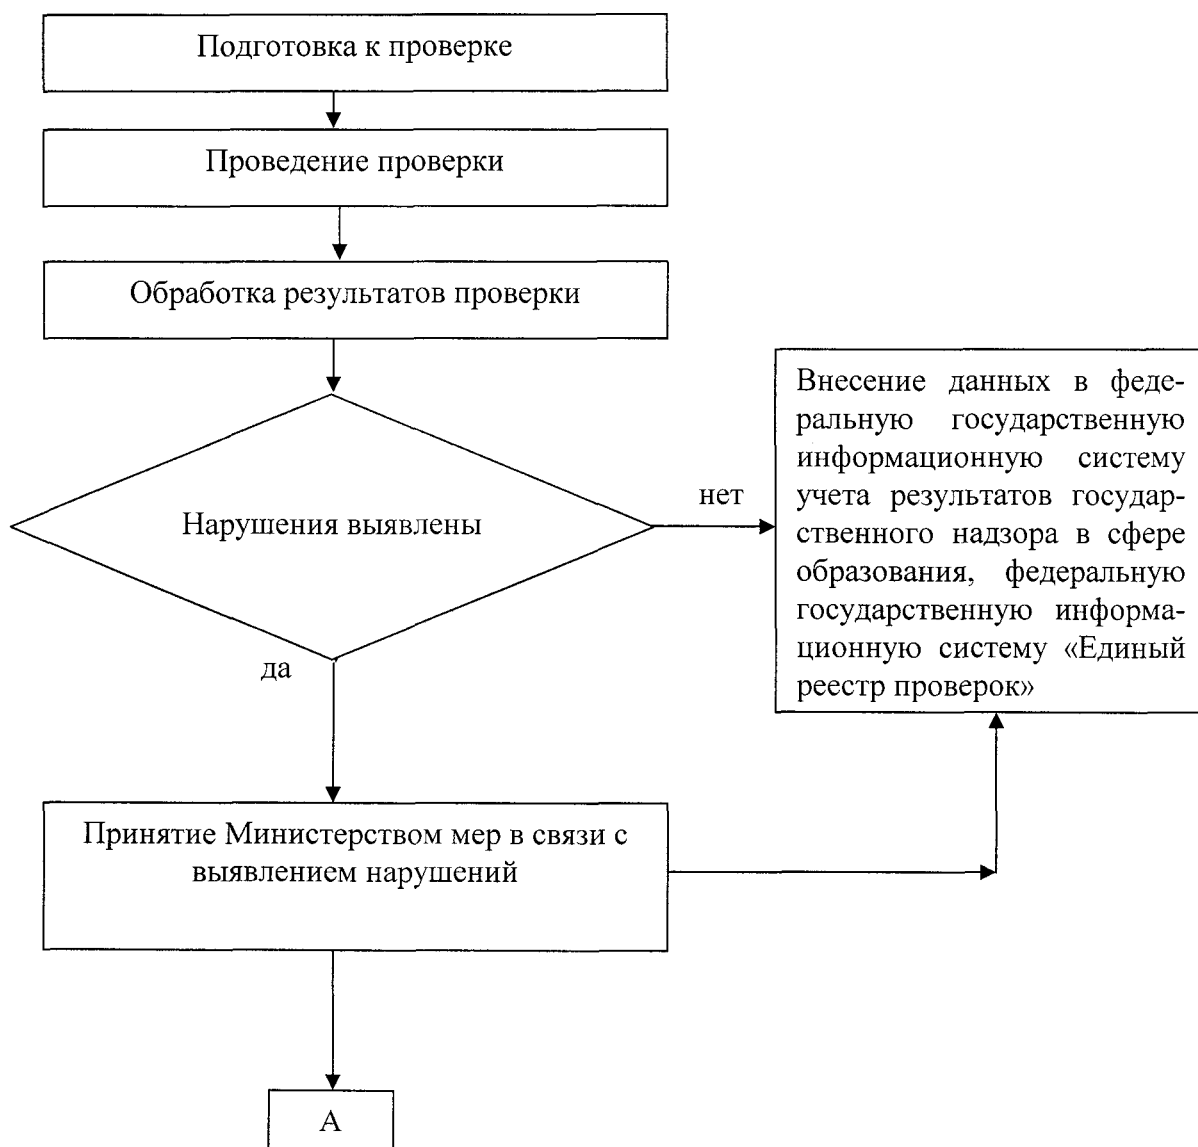 Подготовка к проверке
Проведение проверки
Обработка результатов проверки
Нарушения выявлены
нет
Внесение данных в феде-
ральную государственную
информационную систему
учета результатов государ-
ственного надзора в сфере
образования, федеральную
государственную информа-
ционную систему «Единый
реестр проверок»
да
Принятие Министерством мер в связи с
выявлением нарушений
А